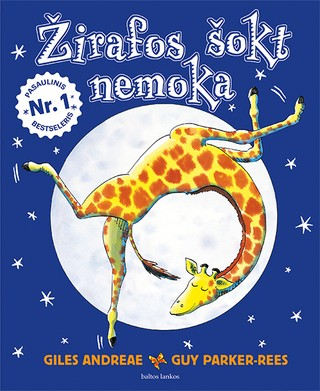 Žirafos šokt
nemoka
PASAULINIS
Nr. 1
BESTSELERIS
GILES ANDREAE GUY PARKER-REES
baltos lankos